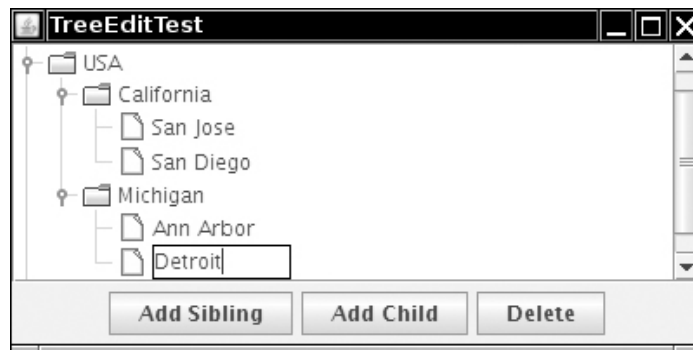 TreeEditTest
USA
California
San Jose
San Diego
Michigan
Ann Arbor
Detroit
Add Sibling Add Child Delete